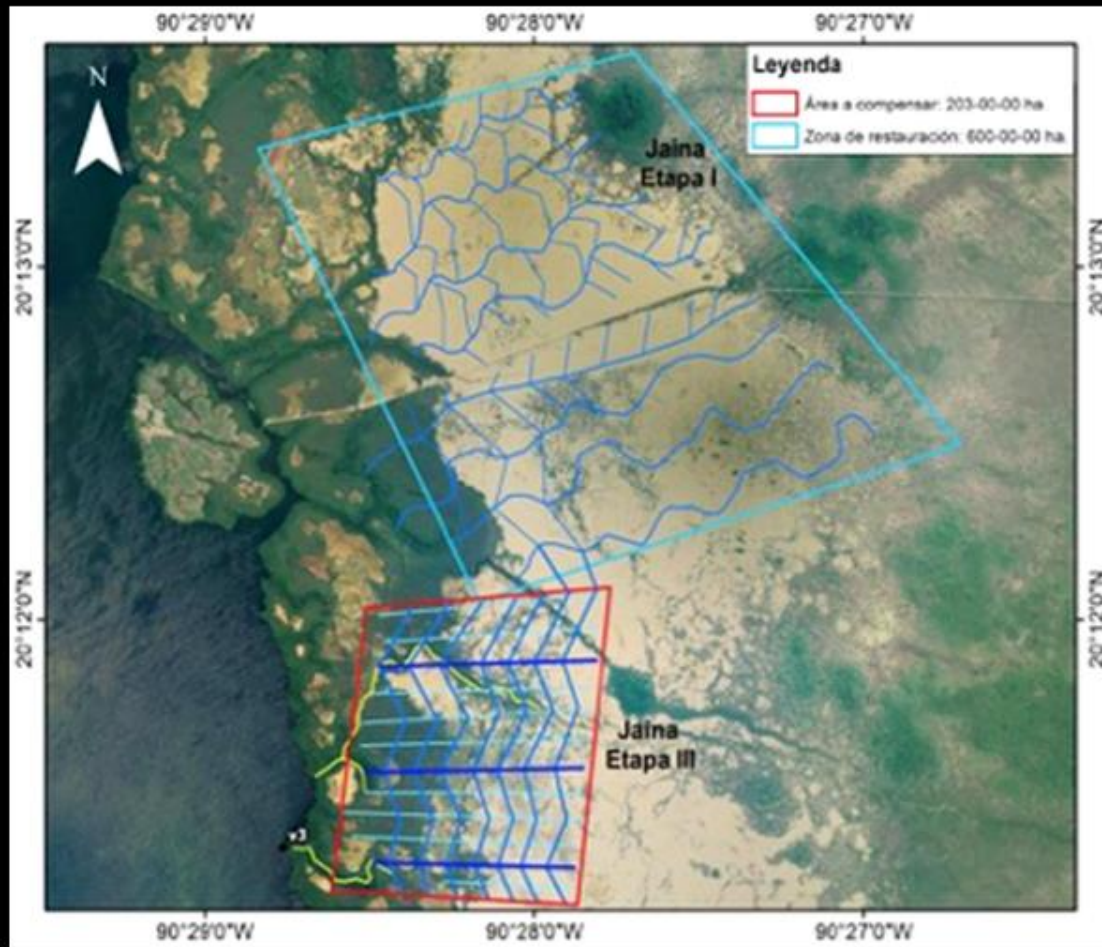 90°29'0"W
90°28'0"W
90°27'0"W
N
Leyenda
Área a compensar: 203-00-00 ha
Zona de restauración: 600-00-00 ha.
Jaina
Etapa I
20°13'0"N
20°13'0"N
20°12'0"N
20°12'0"N
Jaina
Etapa III
v3
90°29'0"W
90°28'0"W
90°27'0"W